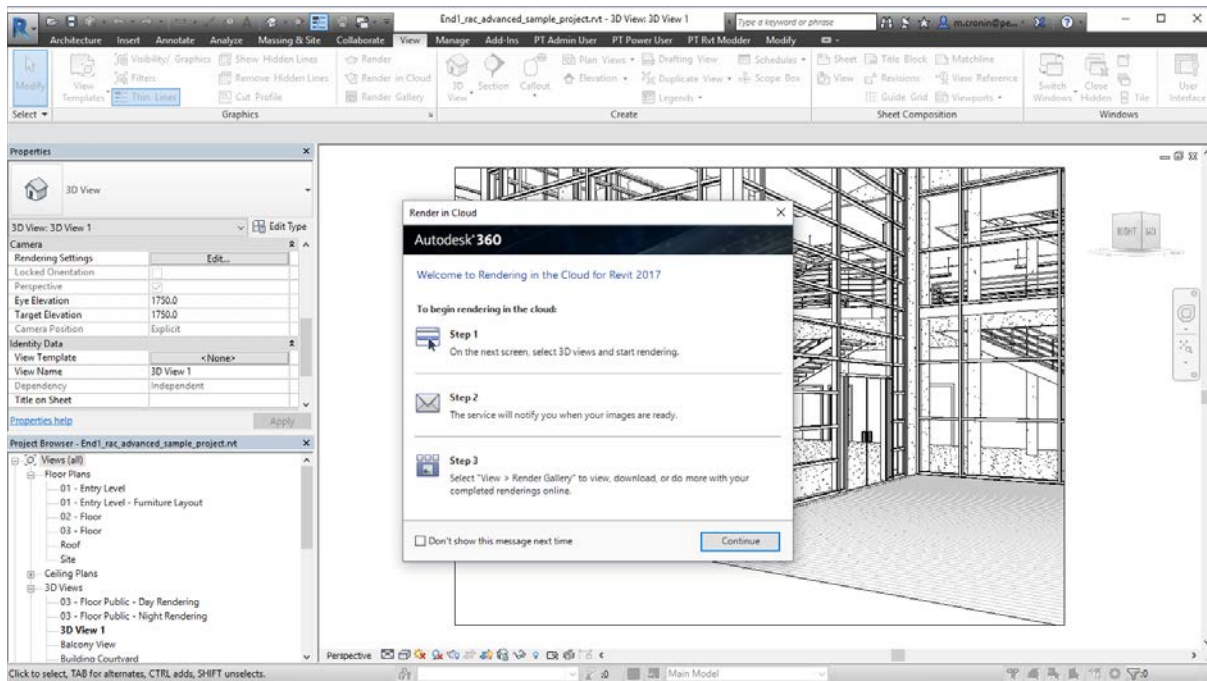 End1_rac_advanced_sample_project.rvt - 3D View: 3D View 1
Type a keyword or phrase
m.cronin@pe...
Architecture Insert Annotate Analyze Massing & Site Collaborate View Manage Add-Ins PT Admin User PT Power User PT Rvt Modder Modify
Modify
View Templates
Visibility/ Graphics
Filters
Thin Lines
Show Hidden Lines
Remove Hidden Lines
Cut Profile
Render
Render in Cloud
Render Gallery
3D View
Section
Callout
Plan Views
Elevation
Drafting View
Duplicate View
Legends
Schedules
Scope Box
Sheet
View
Title Block
Revisions
Guide Grid
Matchline
View Reference
Viewports
Switch Windows
Close Hidden
Tile
User Interface
Select
Graphics
Create
Sheet Composition
Windows
Properties
3D View
3D View: 3D View 1
Edit Type
Camera
Rendering Settings Edit...
Locked Orientation
Perspective
Eye Elevation 1750.0
Target Elevation 1750.0
Camera Position Explicit
Identity Data
View Template <None>
View Name 3D View 1
Dependency Independent
Title on Sheet
Properties help
Apply
Project Browser - End1_rac_advanced_sample_project.rvt
Views (all)
Floor Plans
01 - Entry Level
01 - Entry Level - Furniture Layout
02 - Floor
03 - Floor
Roof
Site
Ceiling Plans
3D Views
03 - Floor Public - Day Rendering
03 - Floor Public - Night Rendering
3D View 1
Balcony View
Building Courtyard
Render in Cloud
Autodesk® 360
Welcome to Rendering in the Cloud for Revit 2017
To begin rendering in the cloud:
Step 1
On the next screen, select 3D views and start rendering.
Step 2
The service will notify you when your images are ready.
Step 3
Select "View > Render Gallery" to view, download, or do more with your
completed renderings online.
Don't show this message next time
Continue
RIGHT
Perspective
Click to select, TAB for alternates, CTRL adds, SHIFT unselects.
:0
Main Model
:0